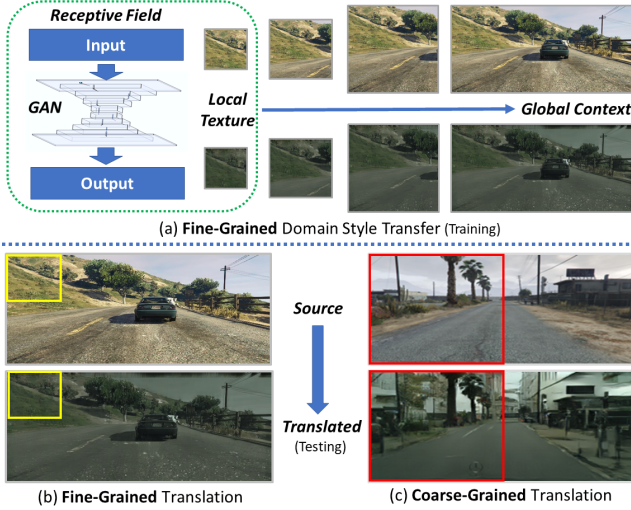 Receptive Field
Input
GAN
Output
Local
Texture
Global Context
(a) Fine-Grained Domain Style Transfer (Training)
Source
Translated
(Testing)
(b) Fine-Grained Translation
(c) Coarse-Grained Translation